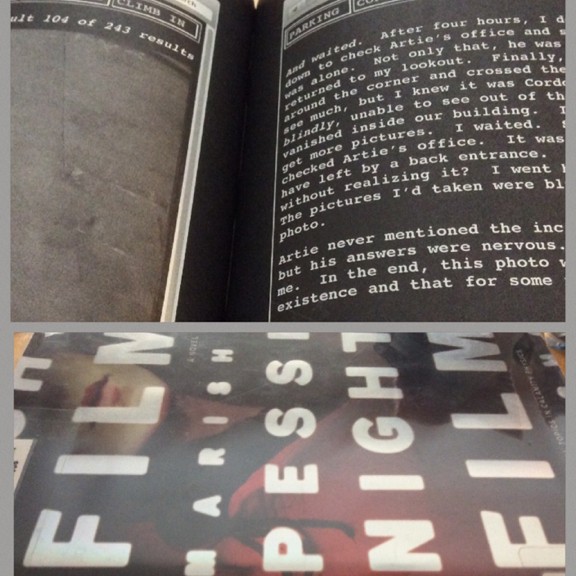 CLIMB IN
ult 104 of 243 results
PARKING
And waited. After four hours, I d
down to check Artie's office and s
was alone. Not only that, he was
returned to my lookout. Finally,
around the corner and crossed the
see much, but I knew it was Cord
blindly, unable to see out of th
vanished inside our building. I
get more pictures. I waited.
checked Artie's office. It was
have left by a back entrance.
without realizing it? I went
The pictures I'd taken were bl
photo.
Artie never mentioned the inc
but his answers were nervous.
me. In the end, this photo
existence and that for some
FILM
MARISH
PESSL
NIGHT
FILM